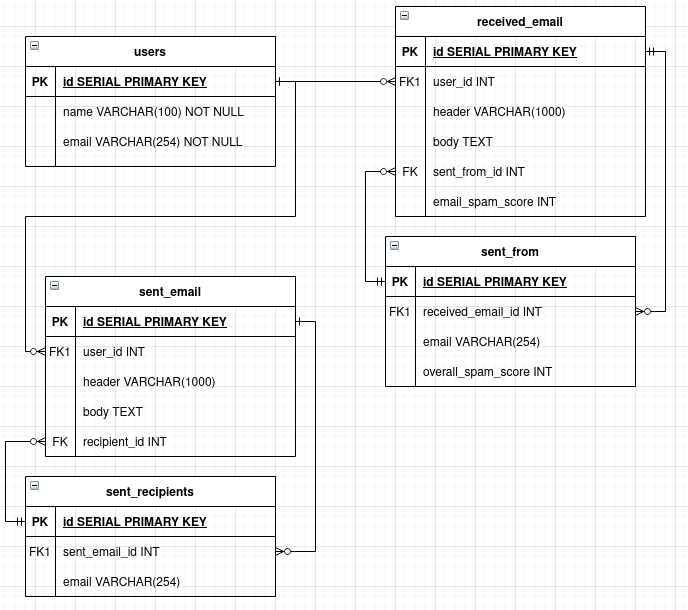 users
PK id SERIAL PRIMARY KEY
name VARCHAR(100) NOT NULL
email VARCHAR(254) NOT NULL
received_email
PK id SERIAL PRIMARY KEY
FK1 user_id INT
header VARCHAR(1000)
body TEXT
FK sent_from_id INT
email_spam_score INT
sent_from
PK id SERIAL PRIMARY KEY
FK1 received_email_id INT
email VARCHAR(254)
overall_spam_score INT
sent_email
PK id SERIAL PRIMARY KEY
FK1 user_id INT
header VARCHAR(1000)
body TEXT
FK recipient_id INT
sent_recipients
PK id SERIAL PRIMARY KEY
FK1 sent_email_id INT
email VARCHAR(254)